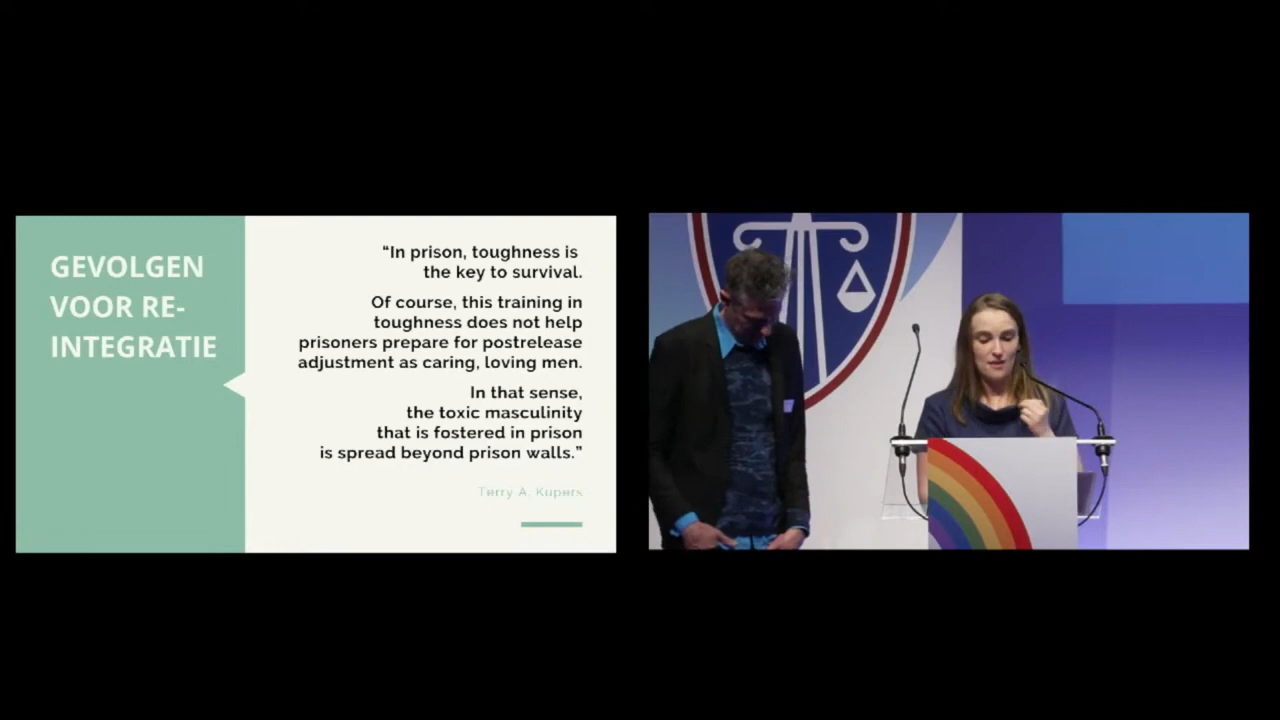 GEVOLGEN
VOOR RE-
INTEGRATIE
“In prison, toughness is
the key to survival.
Of course, this training in
toughness does not help
prisoners prepare for postrelease
adjustment as caring, loving men.
In that sense,
the toxic masculinity
that is fostered in prison
is spread beyond prison walls.”
Terry A. Kupers